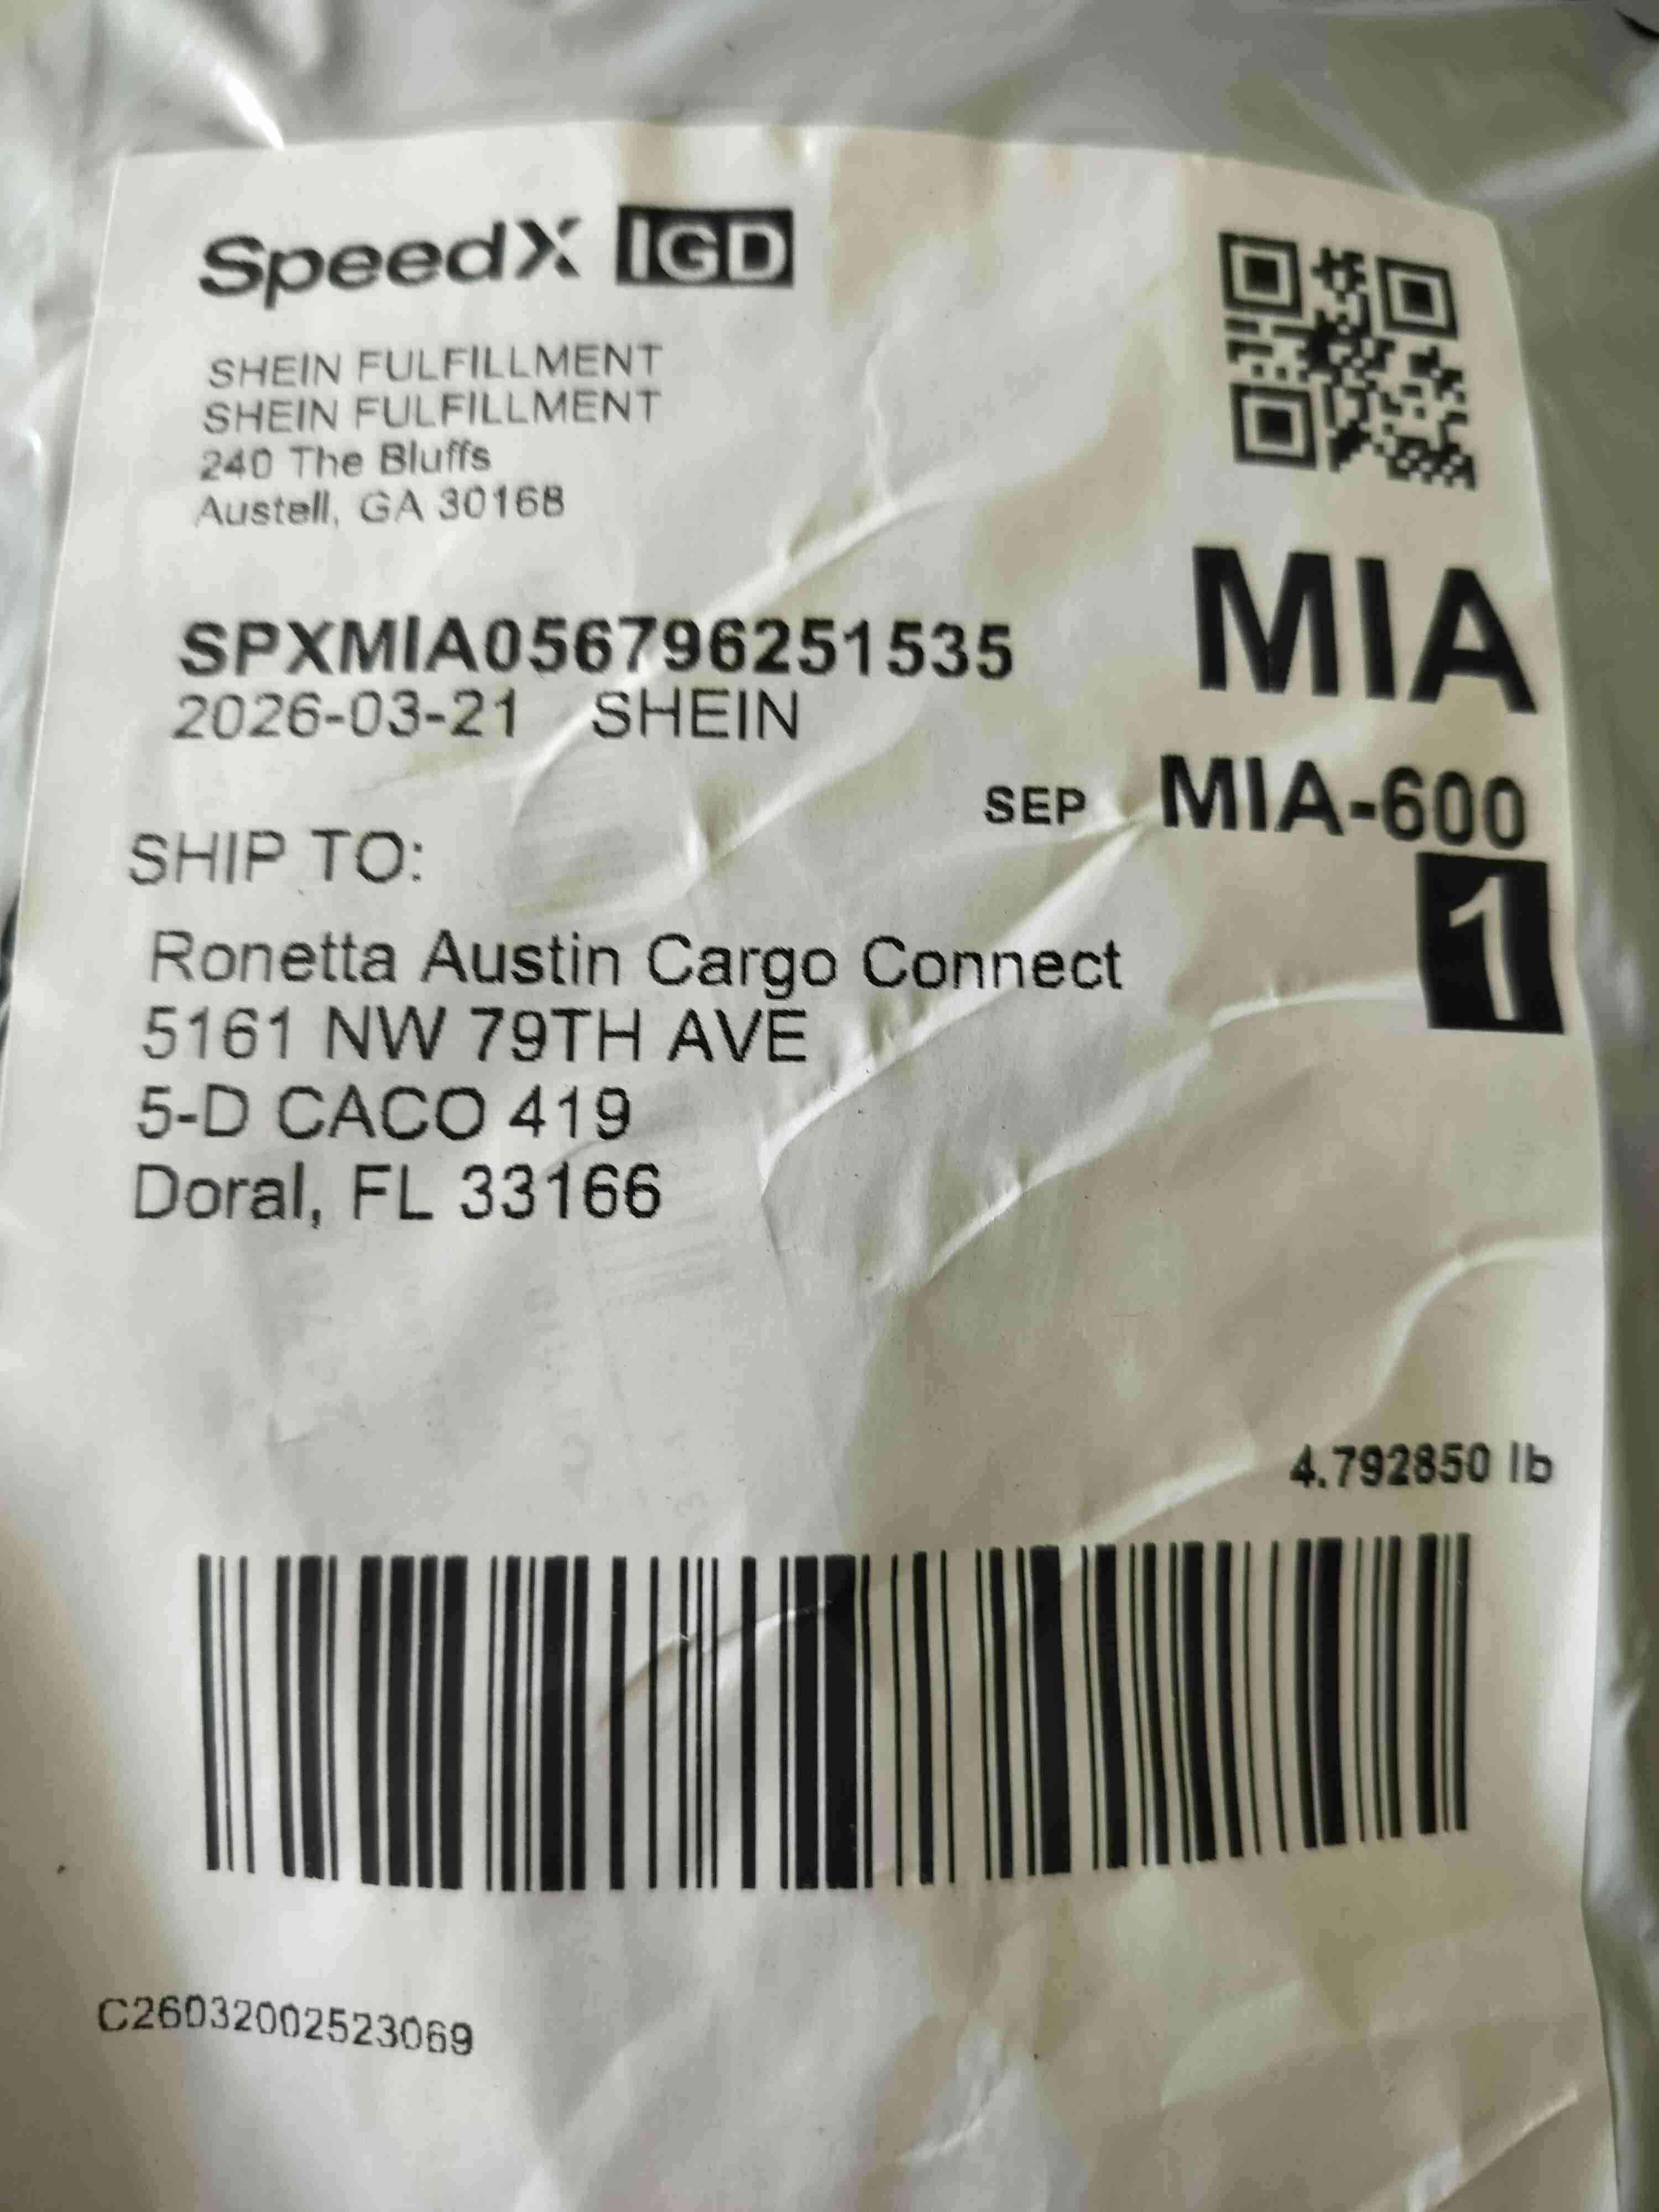 SpeedX IGD
SHEIN FULFILLMENT
SHEIN FULFILLMENT
240 The Bluffs
Austell, GA 30168
SPXMIA056796251535
2026-03-21 SHEIN
MIA
SEP MIA-600
1
SHIP TO:
Ronetta Austin Cargo Connect
5161 NW 79TH AVE
5-D CACO 419
Doral, FL 33166
4.792850 lb
C26032002523069